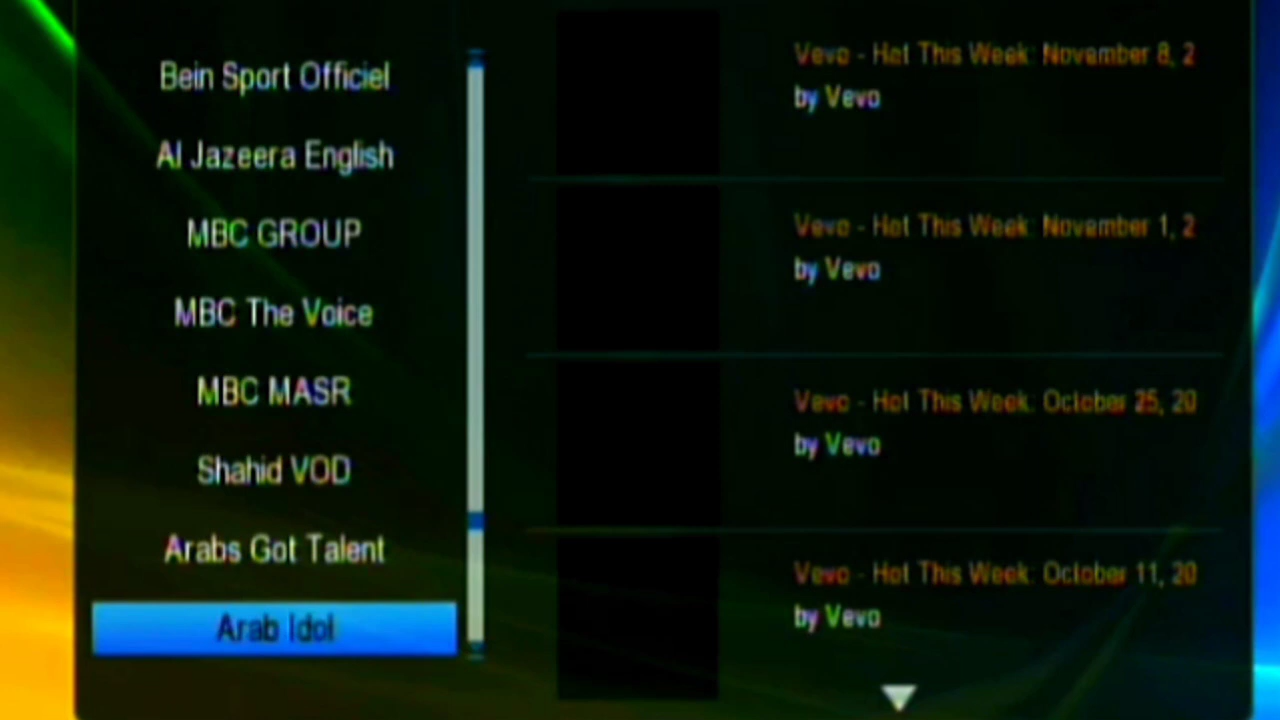 Bein Sport Officiel
Al Jazeera English
MBC GROUP
MBC The Voice
MBC MASR
Shahid VOD
Arabs Got Talent
Arab Idol
Vevo - Hot This Week: November 8, 2
by Vevo
Vevo - Hot This Week: November 1, 2
by Vevo
Vevo - Hot This Week: October 25, 20
by Vevo
Vevo - Hot This Week: October 11, 20
by Vevo